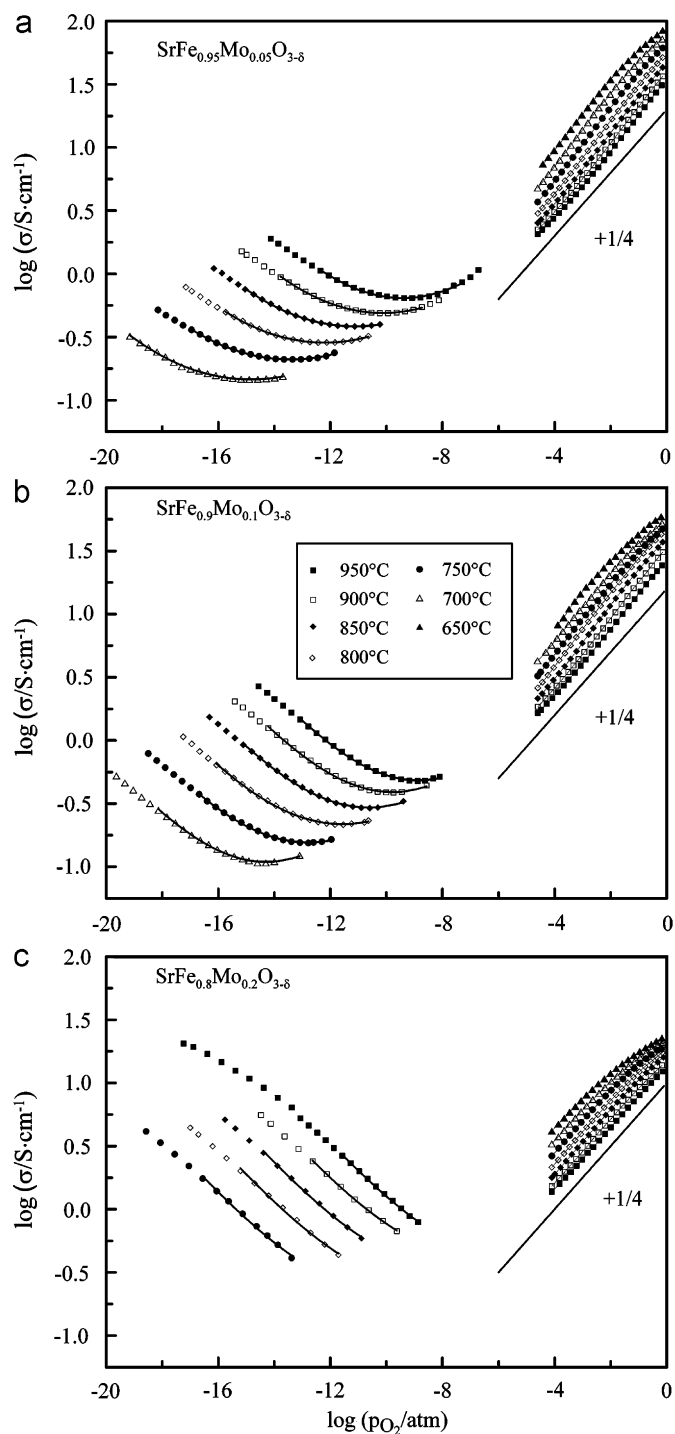 a
SrFe0.95Mo0.05O3-δ
2.0
1.5
1.0
0.5
0.0
-0.5
-1.0
log (σ/S·cm-1)
+1/4
-20 -16 -12 -8 -4 0
b
SrFe0.9Mo0.1O3-δ
2.0
1.5
1.0
0.5
0.0
-0.5
-1.0
log (σ/S·cm-1)
950°C 750°C
900°C 700°C
850°C 650°C
800°C
+1/4
-20 -16 -12 -8 -4 0
c
SrFe0.8Mo0.2O3-δ
2.0
1.5
1.0
0.5
0.0
-0.5
-1.0
log (σ/S·cm-1)
+1/4
-20 -16 -12 -8 -4 0
log (pO2/atm)